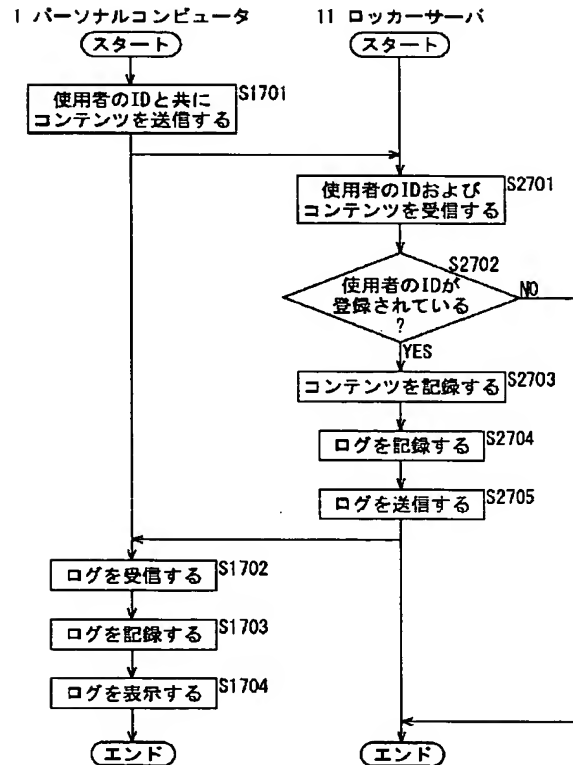 1 パーソナルコンピュータ
11 ロッカーサーバ
スタート
スタート
使用者のIDと共に
コンテンツを送信する
S1701
使用者のIDおよび
コンテンツを受信する
S2701
S2702
使用者のIDが
登録されている
?
NO
YES
コンテンツを記録する
S2703
ログを記録する
S2704
ログを送信する
S2705
ログを受信する
S1702
ログを記録する
S1703
ログを表示する
S1704
エンド
エンド